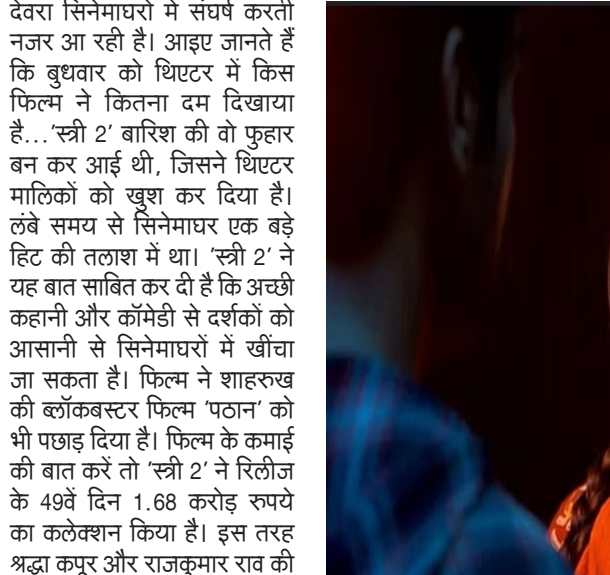 देवरा सिनेमाघरों में संघर्ष करती
नजर आ रही है। आइए जानते हैं
कि बुधवार को थिएटर में किस
फिल्म ने कितना दम दिखाया
है...'स्त्री 2' बारिश की वो फुहार
बन कर आई थी, जिसने थिएटर
मालिकों को खुश कर दिया है।
लंबे समय से सिनेमाघर एक बड़े
हिट की तलाश में था। 'स्त्री 2' ने
यह बात साबित कर दी है कि अच्छी
कहानी और कॉमेडी से दर्शकों को
आसानी से सिनेमाघरों में खींचा
जा सकता है। फिल्म ने शाहरुख
की ब्लॉकबस्टर फिल्म 'पठान' को
भी पछाड़ दिया है। फिल्म के कमाई
की बात करें तो 'स्त्री 2' ने रिलीज
के 49वें दिन 1.68 करोड़ रुपये
का कलेक्शन किया है। इस तरह
श्रद्धा कपूर और राजकुमार राव की